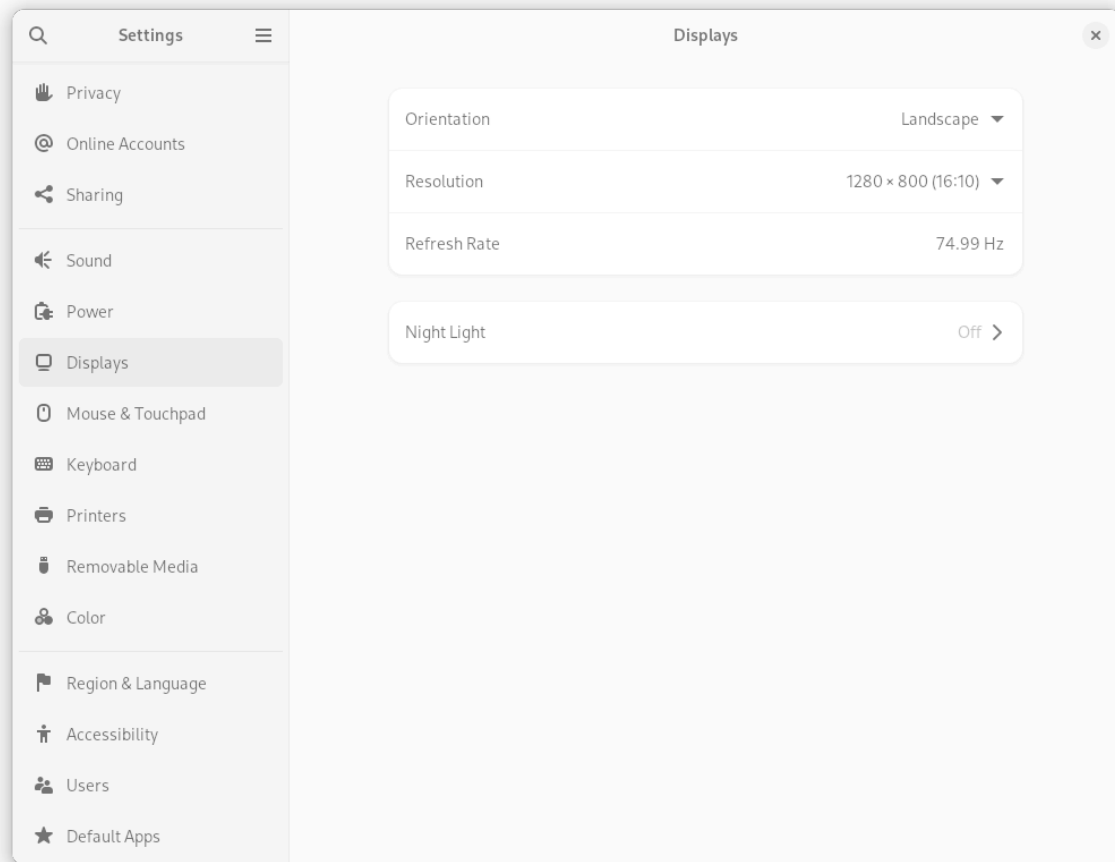 Settings
Displays
Privacy
Online Accounts
Sharing
Sound
Power
Displays
Mouse & Touchpad
Keyboard
Printers
Removable Media
Color
Region & Language
Accessibility
Users
Default Apps
Orientation Landscape
Resolution 1280 × 800 (16:10)
Refresh Rate 74.99 Hz
Night Light Off